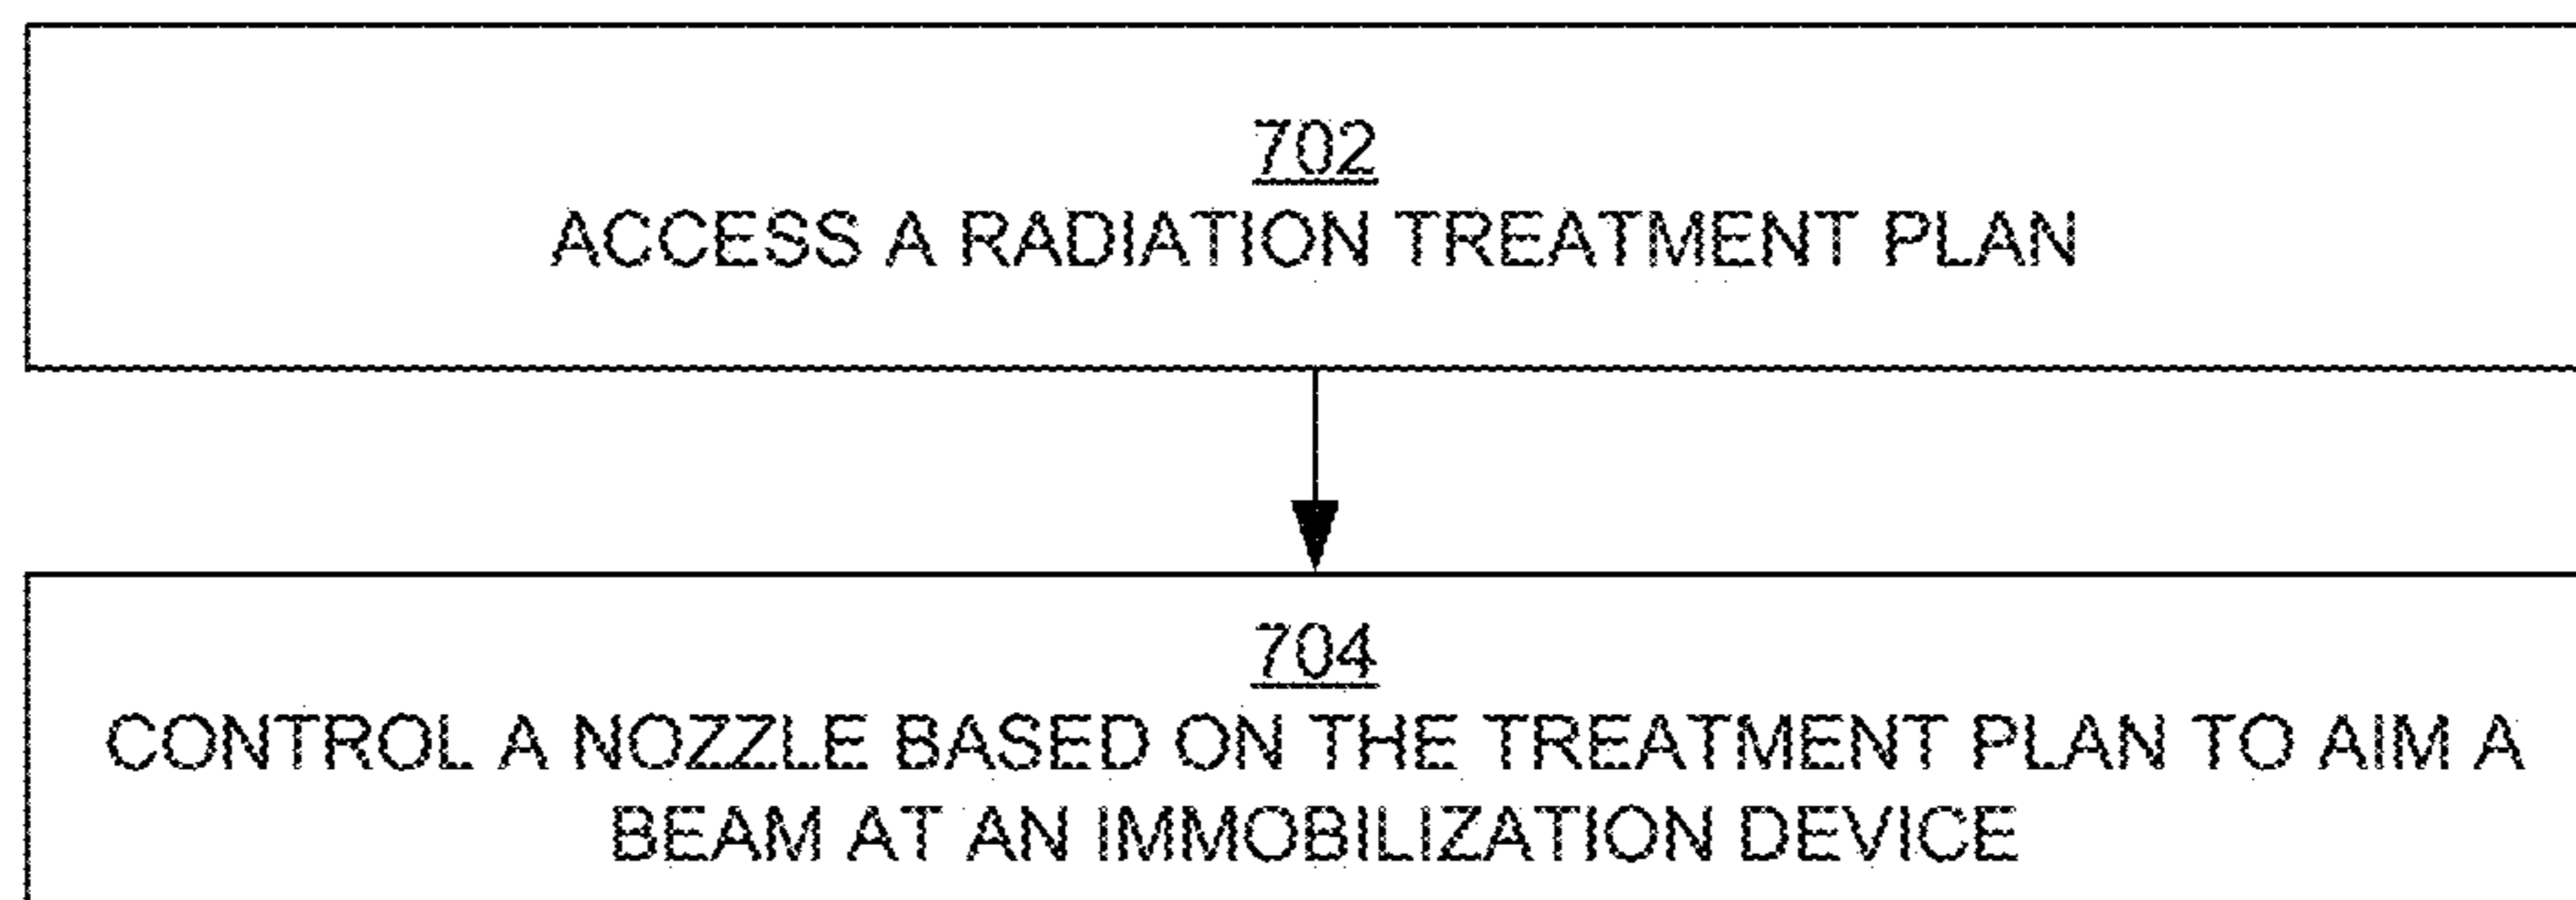 702
ACCESS A RADIATION TREATMENT PLAN
704
CONTROL A NOZZLE BASED ON THE TREATMENT PLAN TO AIM A
BEAM AT AN IMMOBILIZATION DEVICE